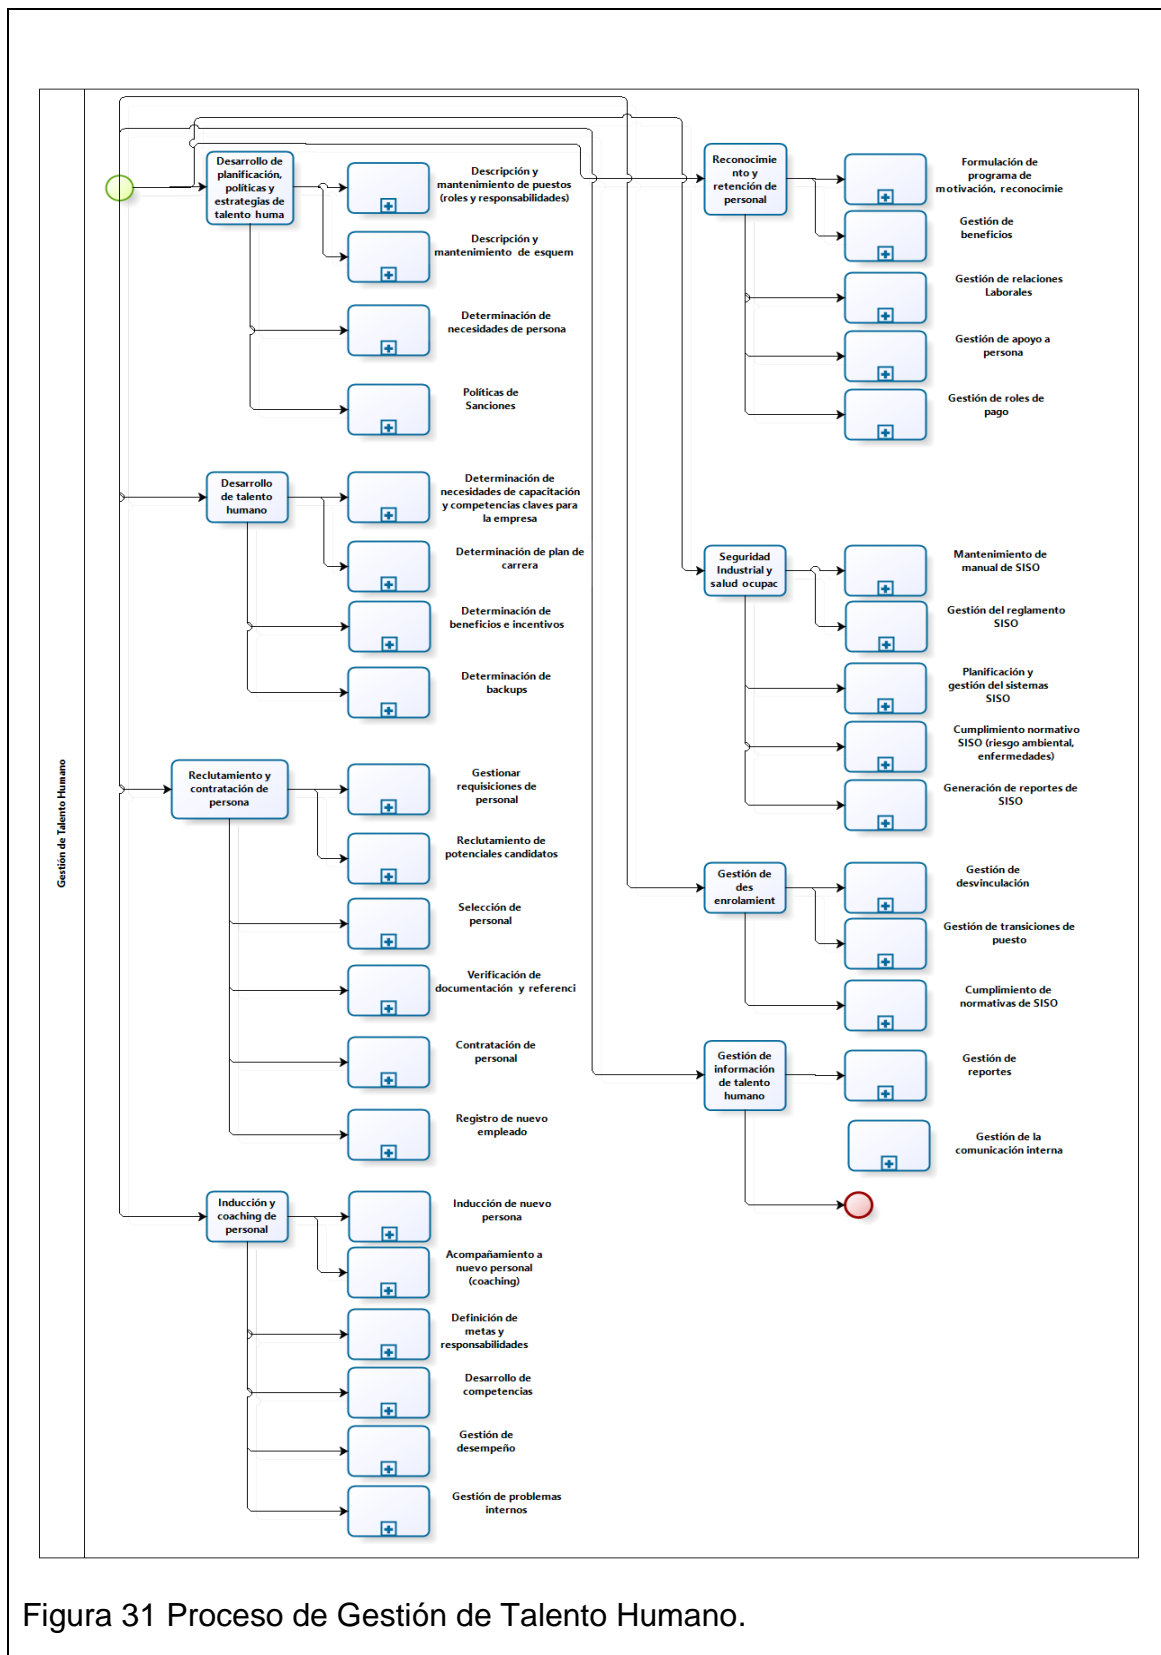 Gestión de Talento Humano
Desarrollo de
planificación,
políticas y
estrategias de
talento huma
Descripción y
mantenimiento de puestos
(roles y responsabilidades)
Descripción y
mantenimiento de esquem
Determinación de
necesidades de persona
Políticas de
Sanciones
Desarrollo
de talento
humano
Determinación de
necesidades de capacitación
y competencias claves para
la empresa
Determinación de plan de
carrera
Determinación de
beneficios e incentivos
Determinación de
backups
Reclutamiento y
contratación de
persona
Gestionar
requisiciones de
personal
Reclutamiento de
potenciales candidatos
Selección de
personal
Verificación de
documentación y referenci
Contratación de
personal
Registro de nuevo
empleado
Inducción y
coaching de
personal
Inducción de nuevo
persona
Acompañamiento a
nuevo personal
(coaching)
Definición de
metas y
responsabilidades
Desarrollo de
competencias
Gestión de
desempeño
Gestión de problemas
internos
Reconocimie
nto y
retención de
personal
Formulación de
programa de
motivación, reconocimie
Gestión de
beneficios
Gestión de relaciones
Laborales
Gestión de apoyo a
persona
Gestión de roles de
pago
Seguridad
Industrial y
salud ocupac
Mantenimiento de
manual de SISO
Gestión del reglamento
SISO
Planificación y
gestión del sistemas
SISO
Cumplimiento normativo
SISO (riesgo ambiental,
enfermedades)
Generación de reportes de
SISO
Gestión de
des
enrolamient
Gestión de
desvinculación
Gestión de transiciones de
puesto
Cumplimiento de
normativas de SISO
Gestión de
información
de talento
humano
Gestión de
reportes
Gestión de la
comunicación interna
Figura 31 Proceso de Gestión de Talento Humano.